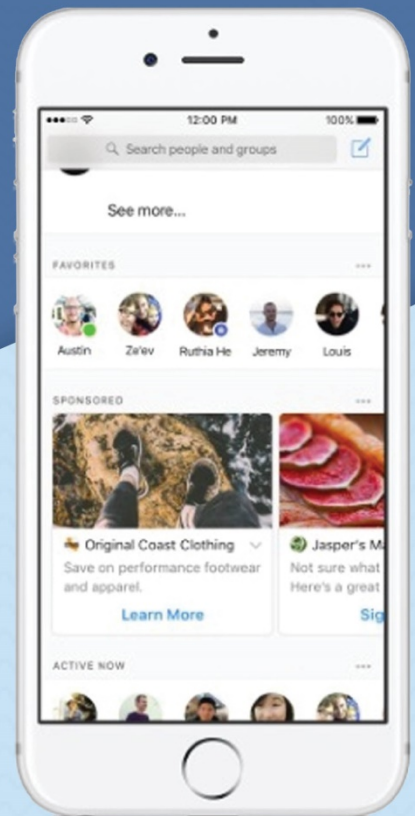 12:00 PM
100%
Search people and groups
See more...
FAVORITES
Austin
Ze'ev
Ruthia He
Jeremy
Louis
SPONSORED
Original Coast Clothing
Jasper's
Save on performance footwear
and apparel.
Not sure what
Here's a great
Learn More
ACTIVE NOW